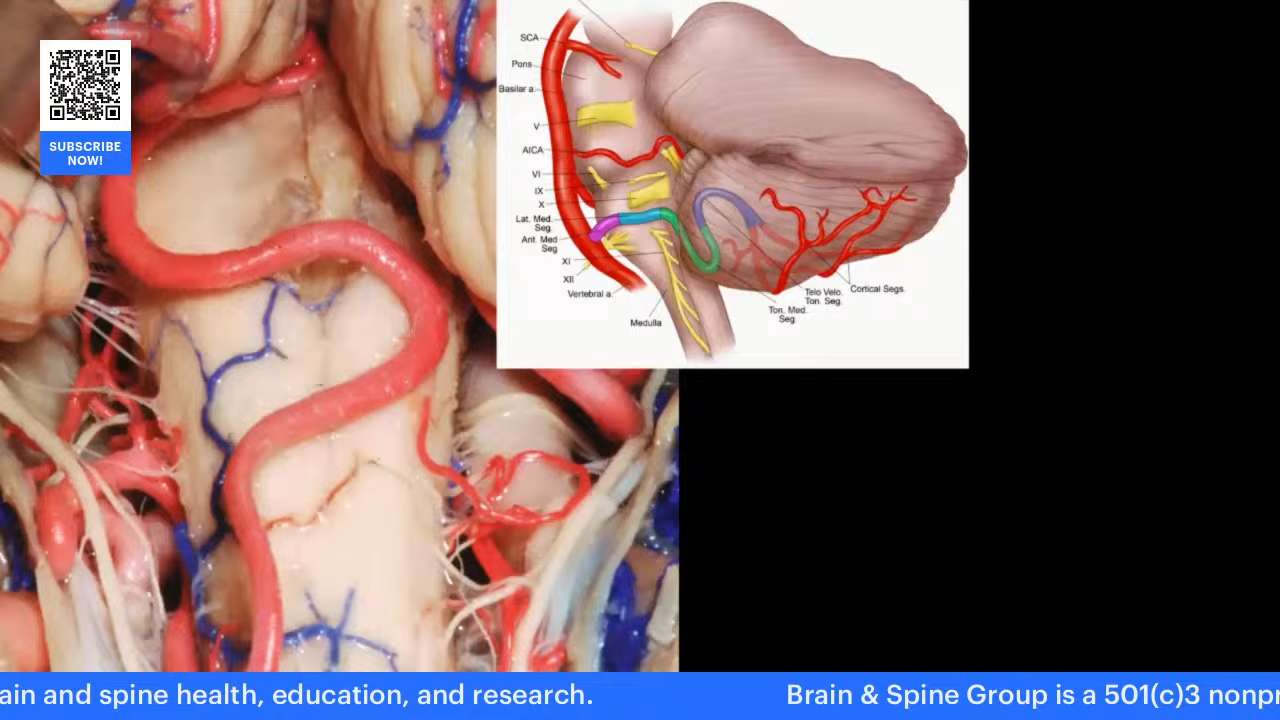 SUBSCRIBE
NOW!
SCA
Pons
Basilar a.
V
AICA
VI
IX
X
Lat. Med.
Seg.
Ant. Med
Seg
XI
XII
Vertebral a.
Medulla
Telo Velo.
Ton. Seg.
Cortical Segs.
Ton. Med.
Seg.
ain and spine health, education, and research.
Brain & Spine Group is a 501(c)3 nonpr